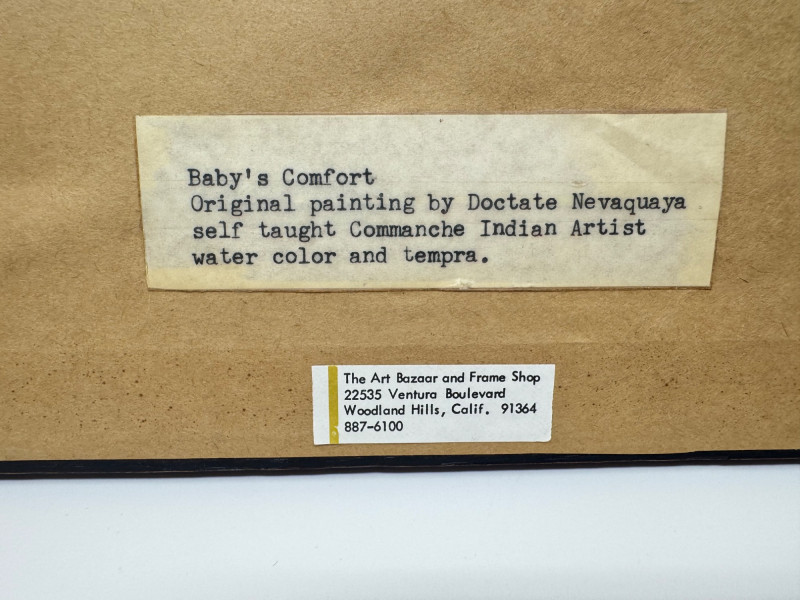 Baby's Comfort
Original painting by Doctate Nevaquaya
self taught Commanche Indian Artist
water color and tempra.
The Art Bazaar and Frame Shop
22535 Ventura Boulevard
Woodland Hills, Calif. 91364
887-6100